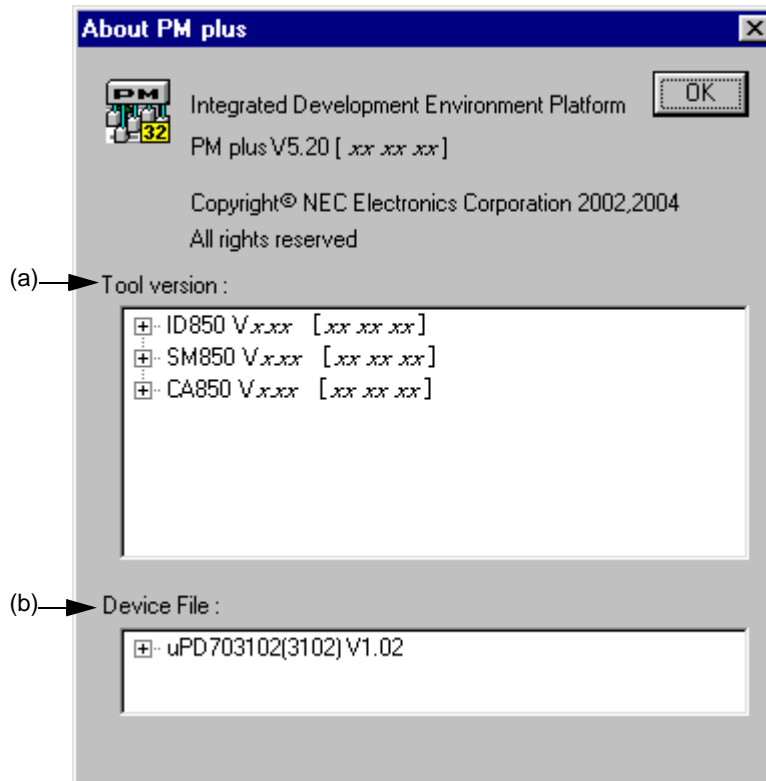 About PM plus
PM
32
Integrated Development Environment Platform
OK
PM plus V5.20 [ xx xx xx ]
Copyright© NEC Electronics Corporation 2002,2004
All rights reserved
(a) Tool version :
ID850 Vx.xx [xx xx xx]
SM850 Vx.xx [xx xx xx]
CA850 Vx.xx [xx xx xx]
(b) Device File :
uPD703102(3102) V1.02